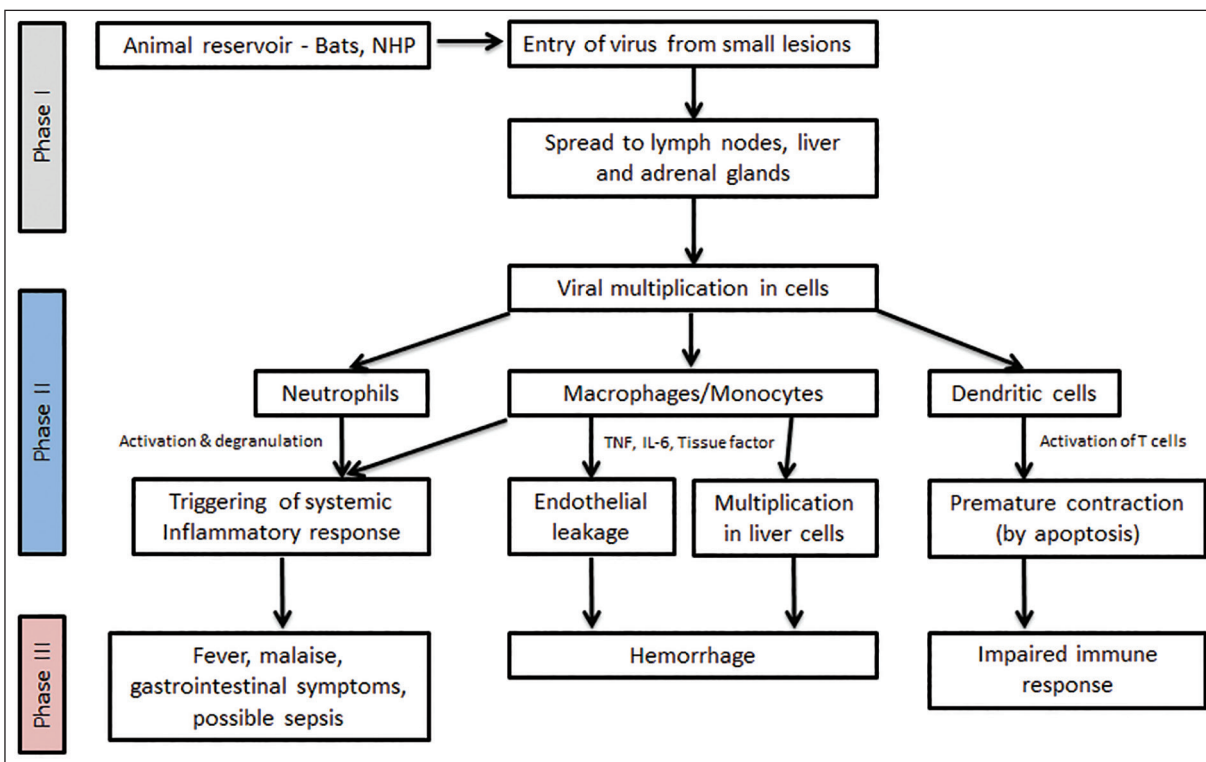 Phase I
Animal reservoir - Bats, NHP
Entry of virus from small lesions
Spread to lymph nodes, liver
and adrenal glands
Phase II
Viral multiplication in cells
Neutrophils
Macrophages/Monocytes
Dendritic cells
Activation & degranulation
TNF, IL-6, Tissue factor
Activation of T cells
Triggering of systemic
Inflammatory response
Endothelial
leakage
Multiplication
in liver cells
Premature contraction
(by apoptosis)
Phase III
Fever, malaise,
gastrointestinal symptoms,
possible sepsis
Hemorrhage
Impaired immune
response